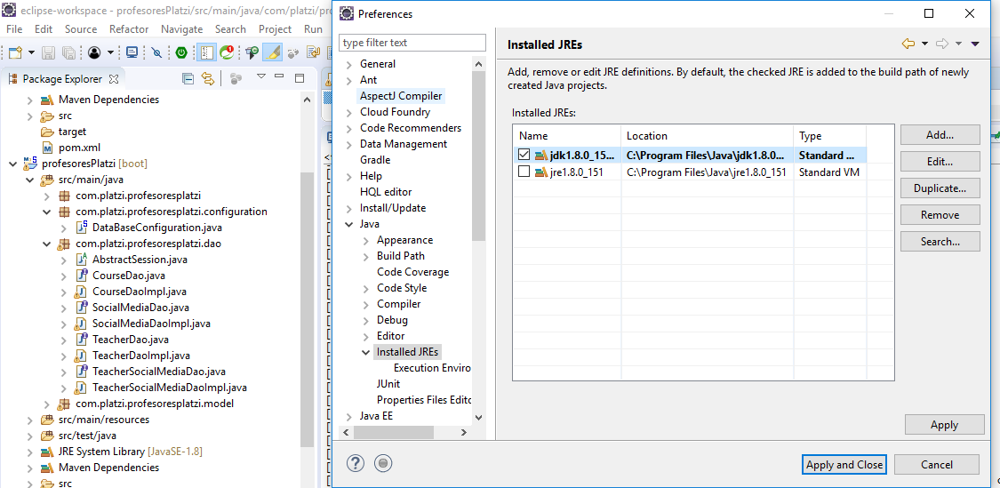 eclipse-workspace - profesoresPlatzi/src/main/java/com/platzi/pr
File Edit Source Refactor Navigate Search Project Run
Package Explorer
Maven Dependencies
src
target
pom.xml
profesoresPlatzi [boot]
src/main/java
com.platzi.profesoresplatzi
com.platzi.profesoresplatzi.configuration
DataBaseConfiguration.java
com.platzi.profesoresplatzi.dao
AbstractSession.java
CourseDao.java
CourseDaoImpl.java
SocialMediaDao.java
SocialMediaDaoImpl.java
TeacherDao.java
TeacherDaoImpl.java
TeacherSocialMediaDao.java
TeacherSocialMediaDaoImpl.java
com.platzi.profesoresplatzi.model
src/main/resources
src/test/java
JRE System Library [JavaSE-1.8]
Maven Dependencies
src
Preferences
type filter text
General
Ant
AspectJ Compiler
Cloud Foundry
Code Recommenders
Data Management
Gradle
Help
HQL editor
Install/Update
Java
Appearance
Build Path
Code Coverage
Code Style
Compiler
Debug
Editor
Installed JREs
Execution Enviro
JUnit
Properties Files Edito
Java EE
Installed JREs
Add, remove or edit JRE definitions. By default, the checked JRE is added to the build path of newly
created Java projects.
Installed JREs:
Name Location Type
jdk1.8.0_15... C:\Program Files\Java\jdk1.8.0... Standard ...
jre1.8.0_151 C:\Program Files\Java\jre1.8.0_151 Standard VM
Add...
Edit...
Duplicate...
Remove
Search...
Apply
Apply and Close Cancel